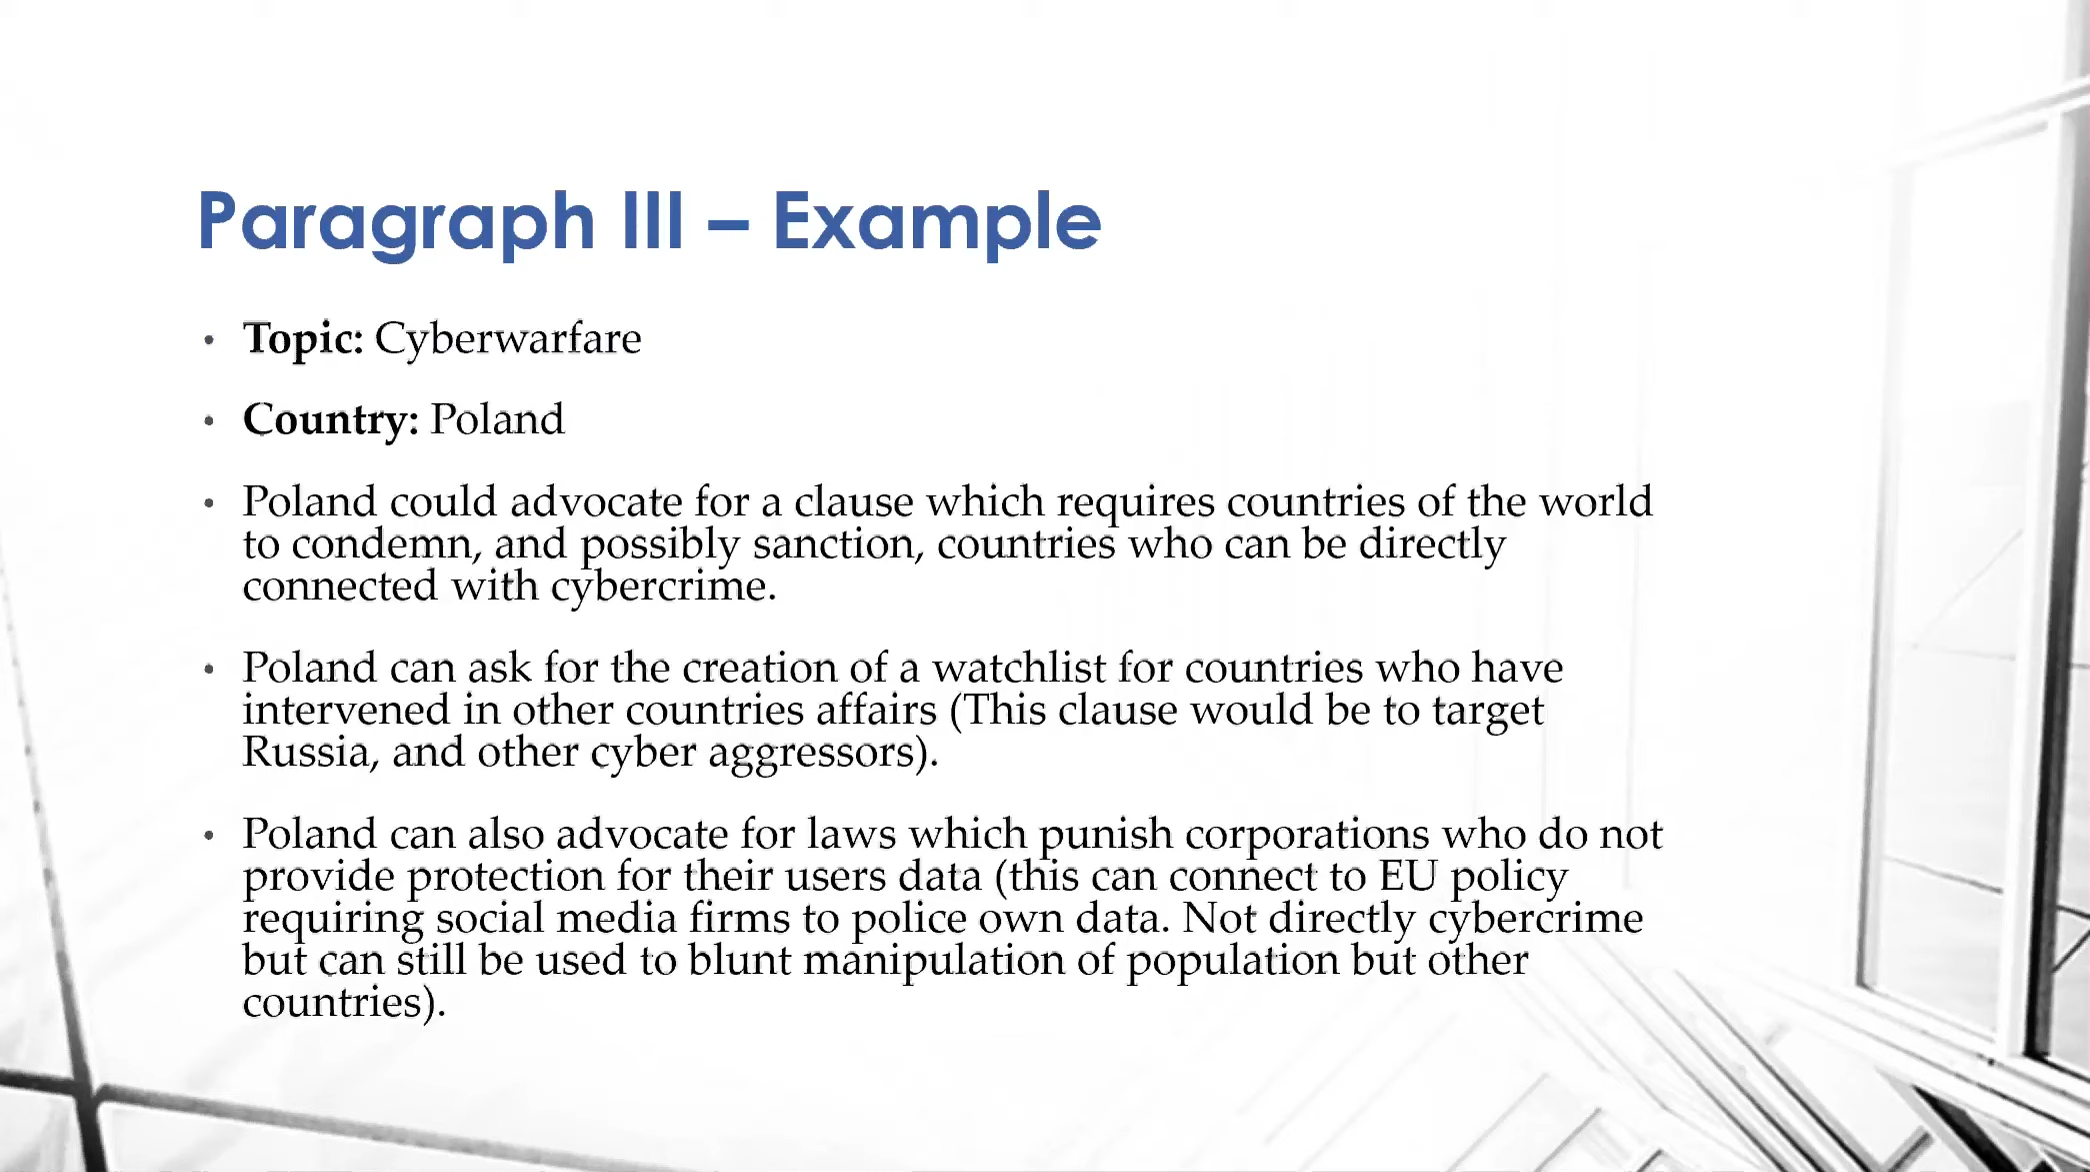 Paragraph III – Example
• Topic: Cyberwarfare
• Country: Poland
• Poland could advocate for a clause which requires countries of the world
to condemn, and possibly sanction, countries who can be directly
connected with cybercrime.
• Poland can ask for the creation of a watchlist for countries who have
intervened in other countries affairs (This clause would be to target
Russia, and other cyber aggressors).
• Poland can also advocate for laws which punish corporations who do not
provide protection for their users data (this can connect to EU policy
requiring social media firms to police own data. Not directly cybercrime
but can still be used to blunt manipulation of population but other
countries).